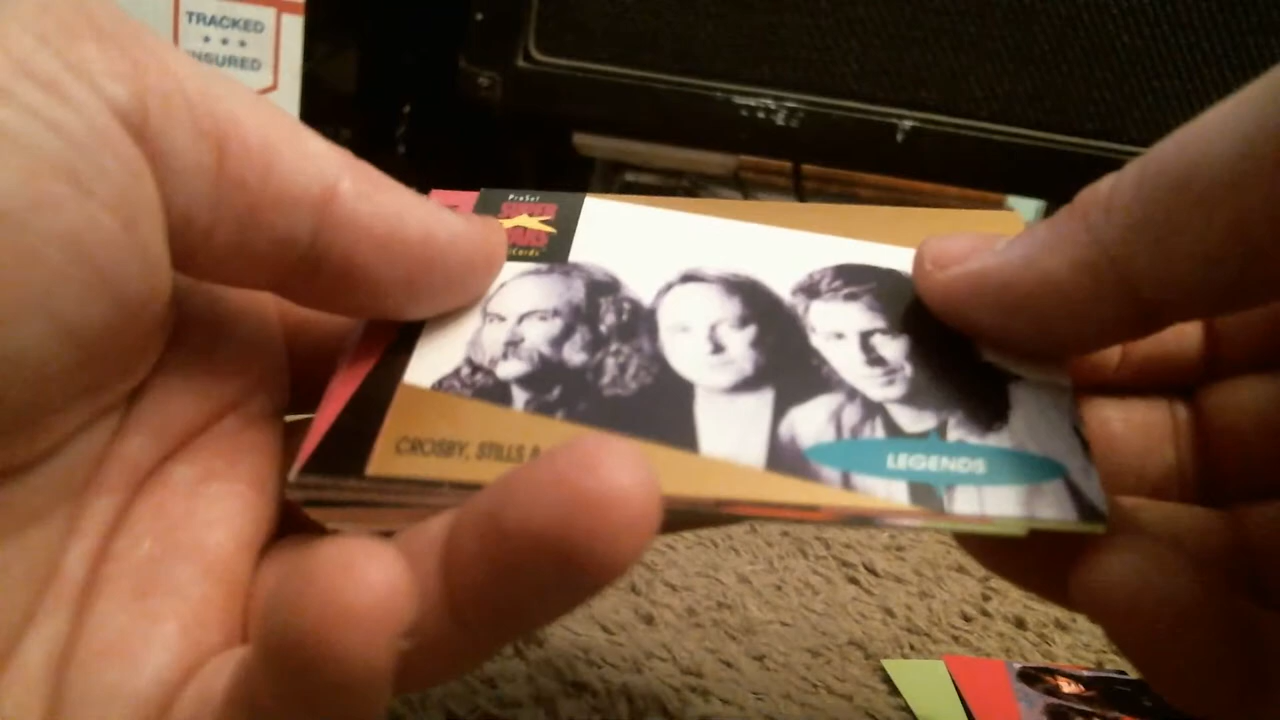 TRACKED
INSURED
ProSet
SUPER
STARS
Cards
CROSBY, STILLS &
LEGENDS